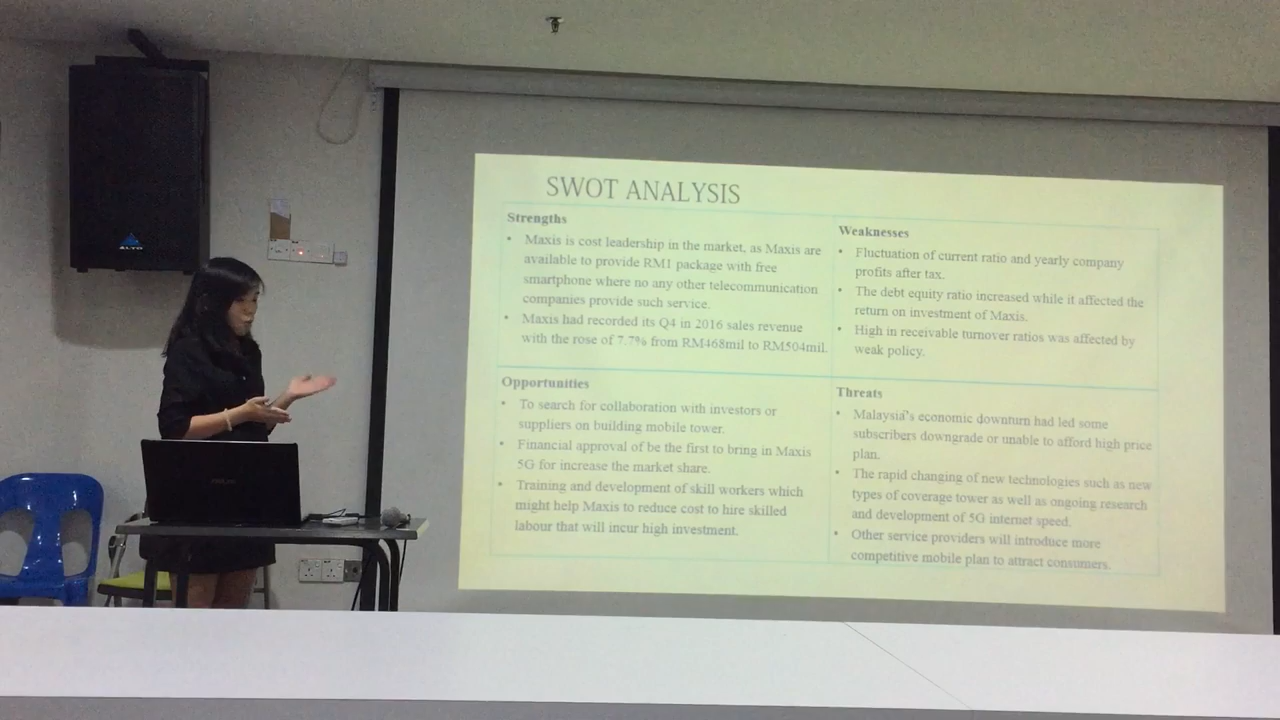 SWOT ANALYSIS
Strengths
• Maxis is cost leadership in the market, as Maxis are
available to provide RM1 package with free
smartphone where no any other telecommunication
companies provide such service.
• Maxis had recorded its Q4 in 2016 sales revenue
with the rose of 7.7% from RM468mil to RM504mil.
Weaknesses
• Fluctuation of current ratio and yearly company
profits after tax.
• The debt equity ratio increased while it affected the
return on investment of Maxis.
• High in receivable turnover ratios was affected by
weak policy.
Opportunities
• To search for collaboration with investors or
suppliers on building mobile tower.
• Financial approval of be the first to bring in Maxis
5G for increase the market share.
• Training and development of skill workers which
might help Maxis to reduce cost to hire skilled
labour that will incur high investment.
Threats
• Malaysia's economic downturn had led some
subscribers downgrade or unable to afford high price
plan.
• The rapid changing of new technologies such as new
types of coverage tower as well as ongoing research
and development of 5G internet speed.
• Other service providers will introduce more
competitive mobile plan to attract consumers.
ALTO